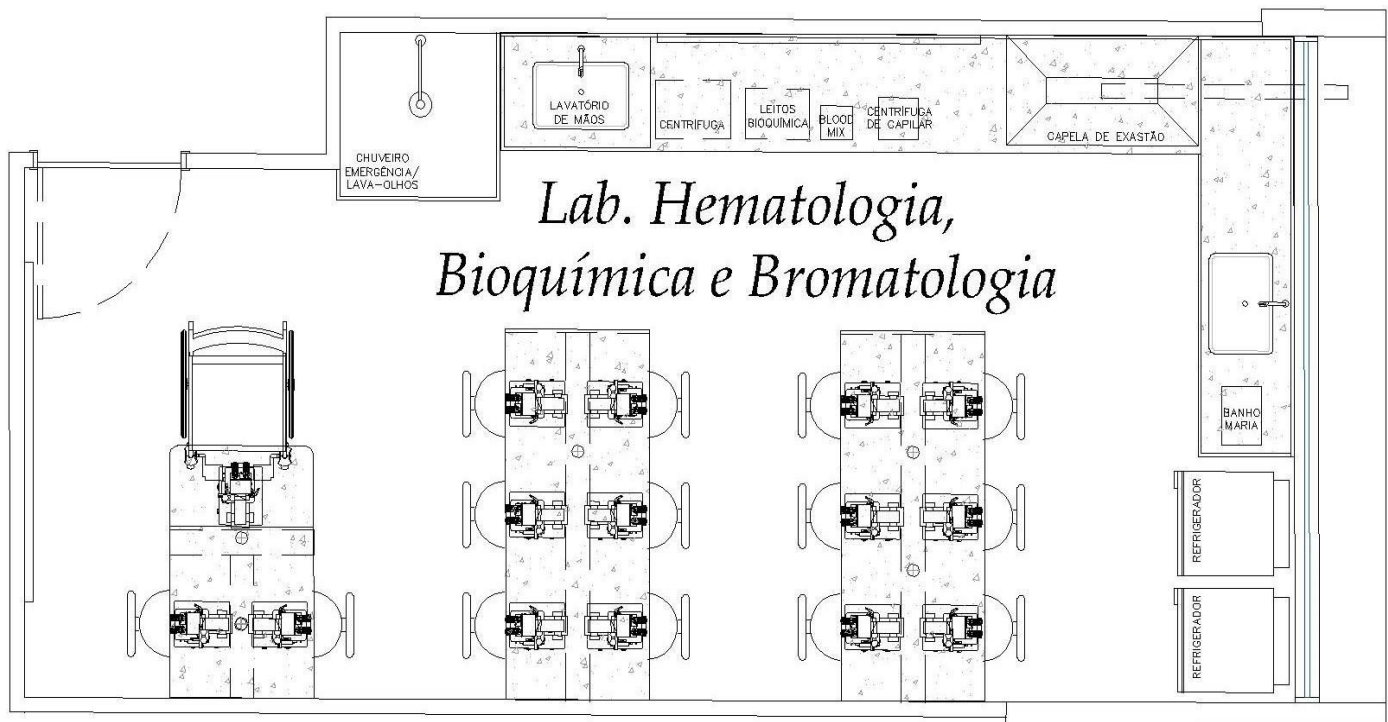 LAVATÓRIO
DE MÃOS
CENTRÍFUGA
LEITOS
BIOQUÍMICA
BLOOD
MIX
CENTRÍFUGA
DE CAPILAR
CAPELA DE EXASTÃO
CHUVEIRO
EMERGÊNCIA/
LAVA-OLHOS
Lab. Hematologia,
Bioquímica e Bromatologia
BANHO
MARIA
REFRIGERADOR
REFRIGERADOR